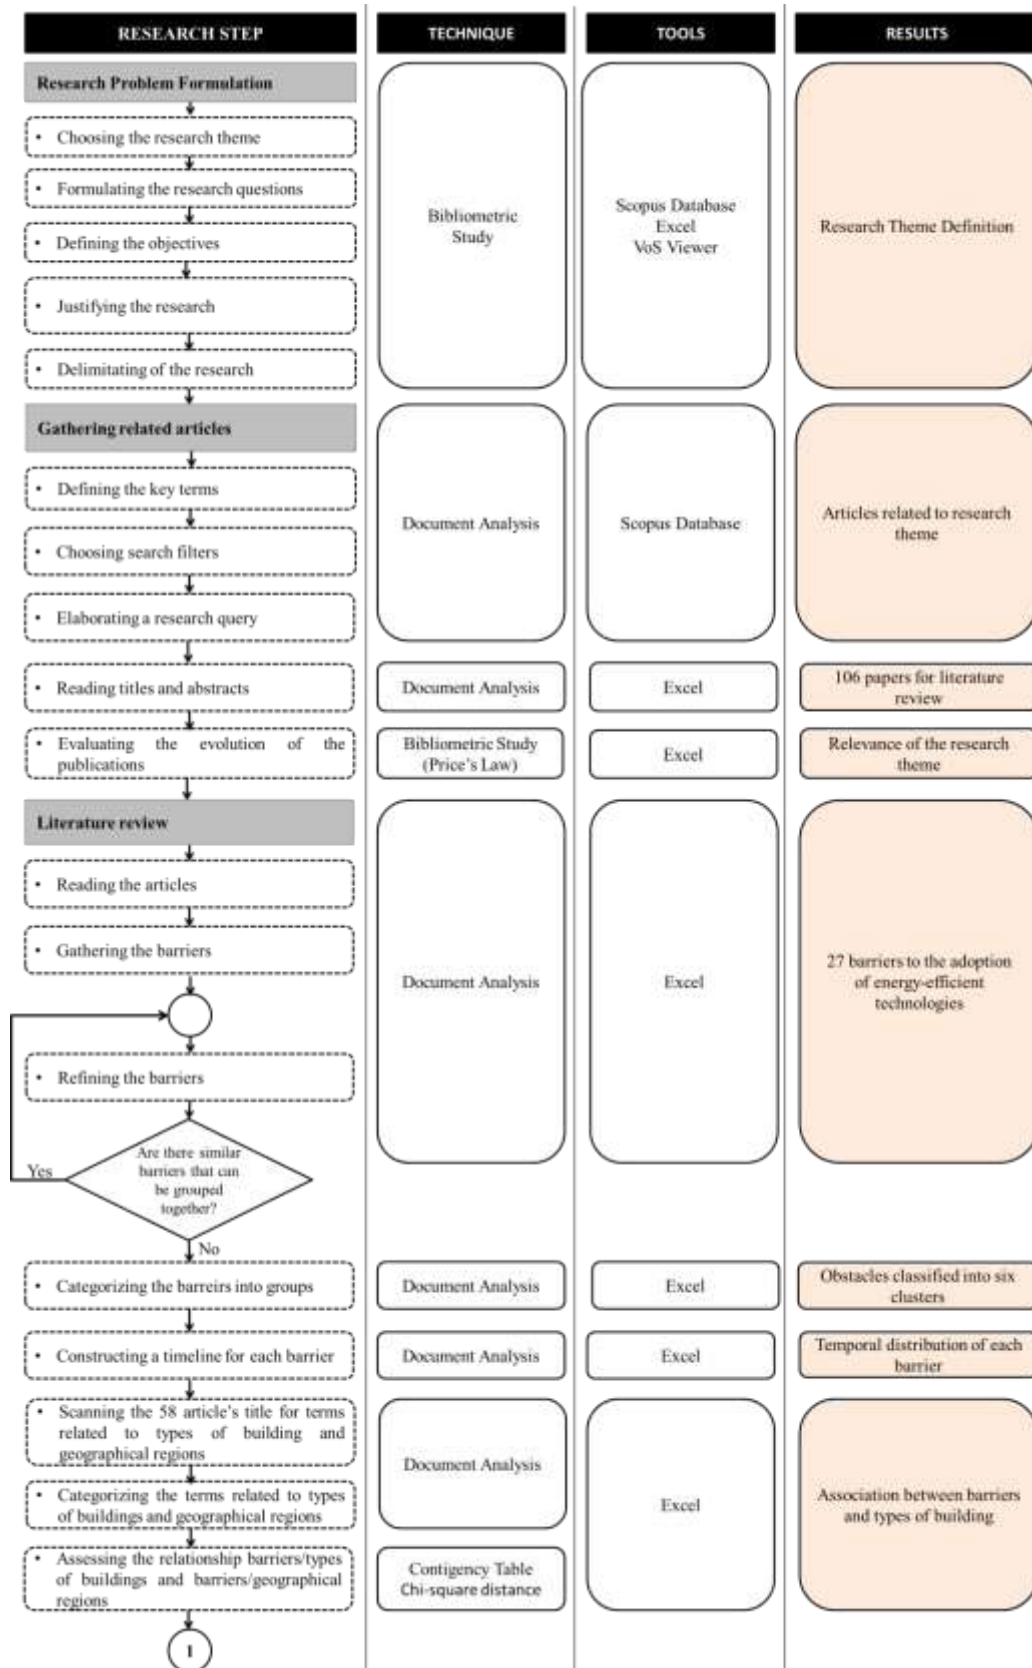 RESEARCH STEP
TECHNIQUE
TOOLS
RESULTS
Research Problem Formulation
• Choosing the research theme
• Formulating the research questions
• Defining the objectives
• Justifying the research
• Delimitating of the research
Bibliometric
Study
Scopus Database
Excel
VoS Viewer
Research Theme Definition
Gathering related articles
• Defining the key terms
• Choosing search filters
• Elaborating a research query
Document Analysis
Scopus Database
Articles related to research
theme
• Reading titles and abstracts
Document Analysis
Excel
106 papers for literature
review
• Evaluating the evolution of the
publications
Bibliometric Study
(Price's Law)
Excel
Relevance of the research
theme
Literature review
• Reading the articles
• Gathering the barriers
• Refining the barriers
Are there similar
barriers that can
be grouped
together?
Yes
No
Document Analysis
Excel
27 barriers to the adoption
of energy-efficient
technologies
• Categorizing the barreirs into groups
Document Analysis
Excel
Obstacles classified into six
clusters
• Constructing a timeline for each barrier
Document Analysis
Excel
Temporal distribution of each
barrier
• Scanning the 58 article's title for terms
related to types of building and
geographical regions
• Categorizing the terms related to types
of buildings and geographical regions
Document Analysis
• Assessing the relationship barriers/types
of buildings and barriers/geographical
regions
Contigency Table
Chi-square distance
Excel
Association between barriers
and types of building
1